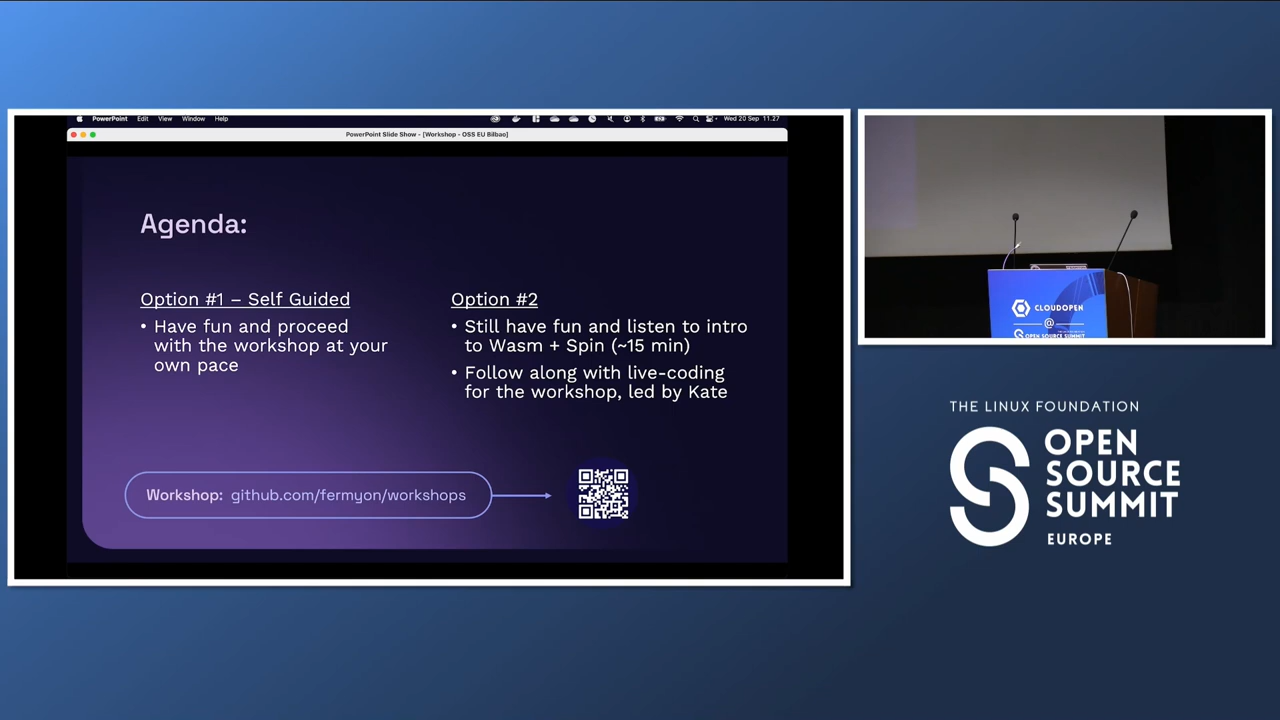 PowerPoint Edit View Window Help
Wed 20 Sep 11.27
PowerPoint Slide Show - [Workshop - OSS EU Bilbao]
Agenda:
Option #1 – Self Guided
• Have fun and proceed
with the workshop at your
own pace
Option #2
• Still have fun and listen to intro
to Wasm + Spin (~15 min)
• Follow along with live-coding
for the workshop, led by Kate
Workshop: github.com/fermyon/workshops
CLOUDOPEN
@
OPEN SOURCE SUMMIT
THE LINUX FOUNDATION
OPEN
SOURCE
SUMMIT
EUROPE